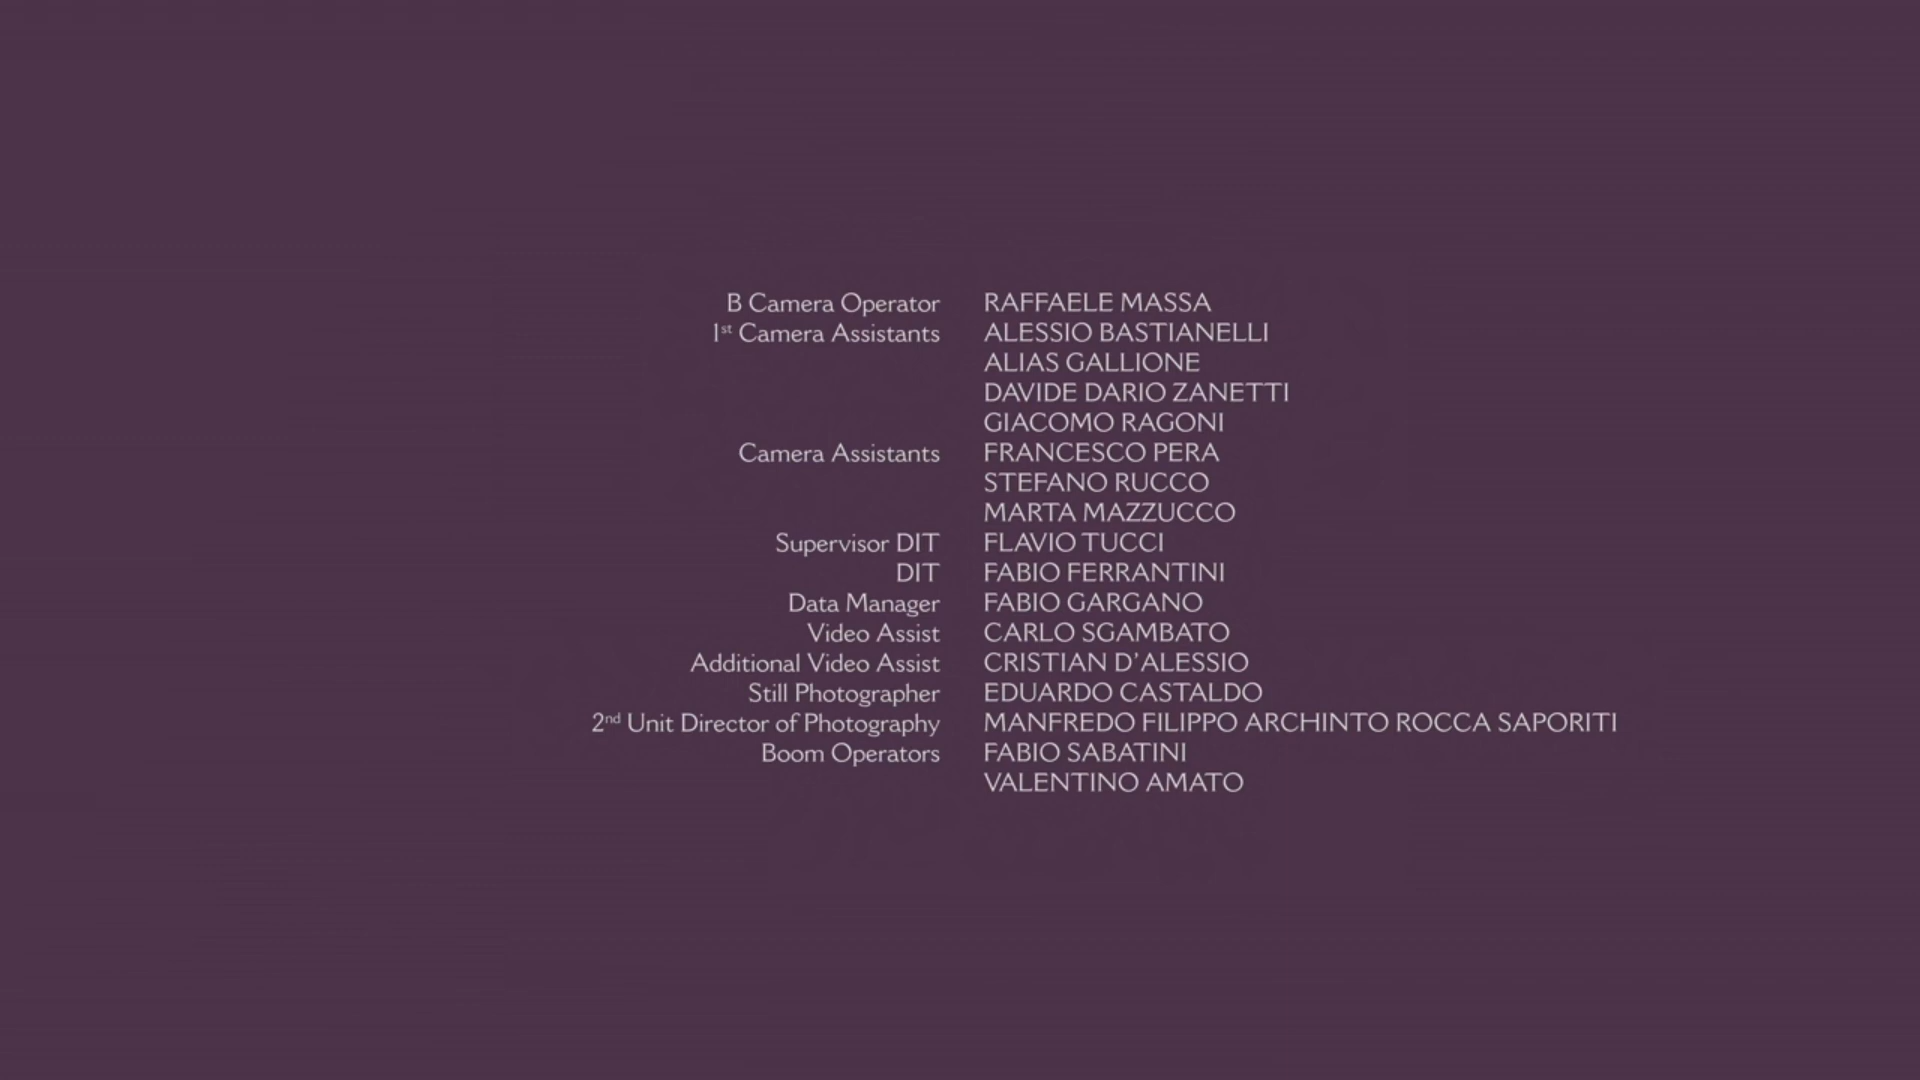 B Camera Operator RAFFAELE MASSA
1st Camera Assistants ALESSIO BASTIANELLI
ALIAS GALLIONE
DAVIDE DARIO ZANETTI
GIACOMO RAGONI
Camera Assistants FRANCESCO PERA
STEFANO RUCCO
MARTA MAZZUCCO
Supervisor DIT FLAVIO TUCCI
DIT FABIO FERRANTINI
Data Manager FABIO GARGANO
Video Assist CARLO SGAMBATO
Additional Video Assist CRISTIAN D’ALESSIO
Still Photographer EDUARDO CASTALDO
2nd Unit Director of Photography MANFREDO FILIPPO ARCHINTO ROCCA SAPORITI
Boom Operators FABIO SABATINI
VALENTINO AMATO